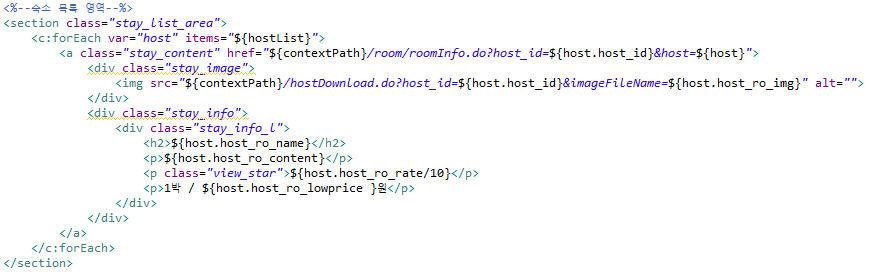 <%--숙소 목록 영역--%>
<section class="stay_list_area">
<c:forEach var="host" items="${hostList}">
<a class="stay_content" href="${contextPath}/room/roomInfo.do?host_id=${host.host_id}&host=${host}">
<div class="stay_image">
<img src="${contextPath}/hostDownload.do?host_id=${host.host_id}&imageFileName=${host.host_ro_img}" alt="">
</div>
<div class="stay_info">
<div class="stay_info_l">
<h2>${host.host_ro_name}</h2>
<p>${host.host_ro_content}</p>
<p class="view_star">${host.host_ro_rate/10}</p>
<p>1박 / ${host.host_ro_lowprice }원</p>
</div>
</div>
</a>
</c:forEach>
</section>